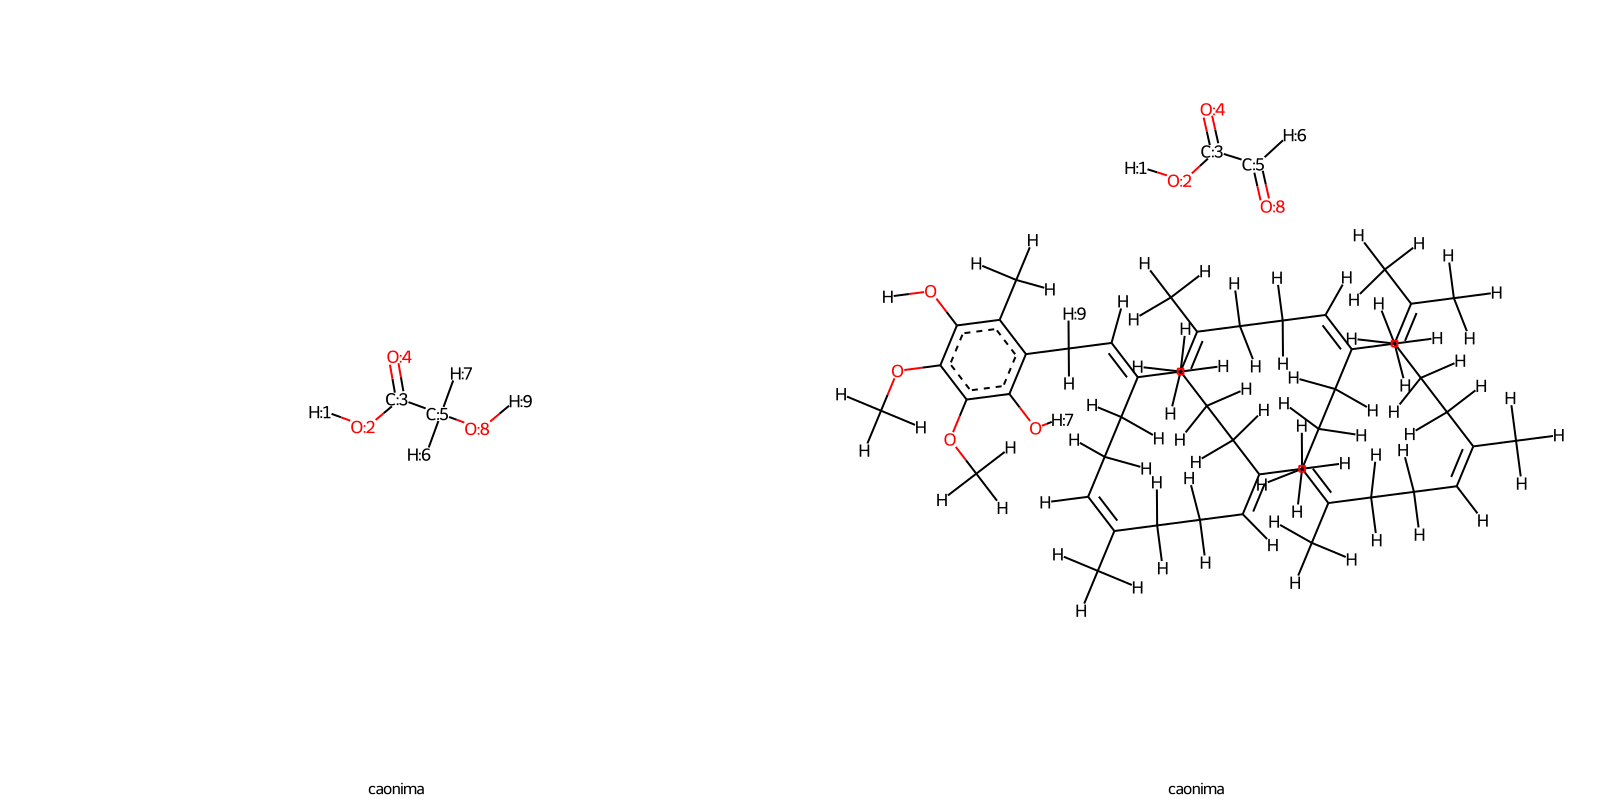 O:4
H:6
C:3
H:1
C:5
O:2
O:8
H H H
H H H H
H H H H
H O H H H H H
H H:9 H H H
H H H H H
O:4 H H
H:7 O H H H H H H
C:3 H H H H H
H:9 H H H H H
H:1 C:5 H H H H H
O:2 O:8 H O H:7 H H H
O O H H H H
H:6 H H H H H H
H H H H H H H
H H H H H H
H H H H
H H H H H
H H H H
H H
H
caonima caonima